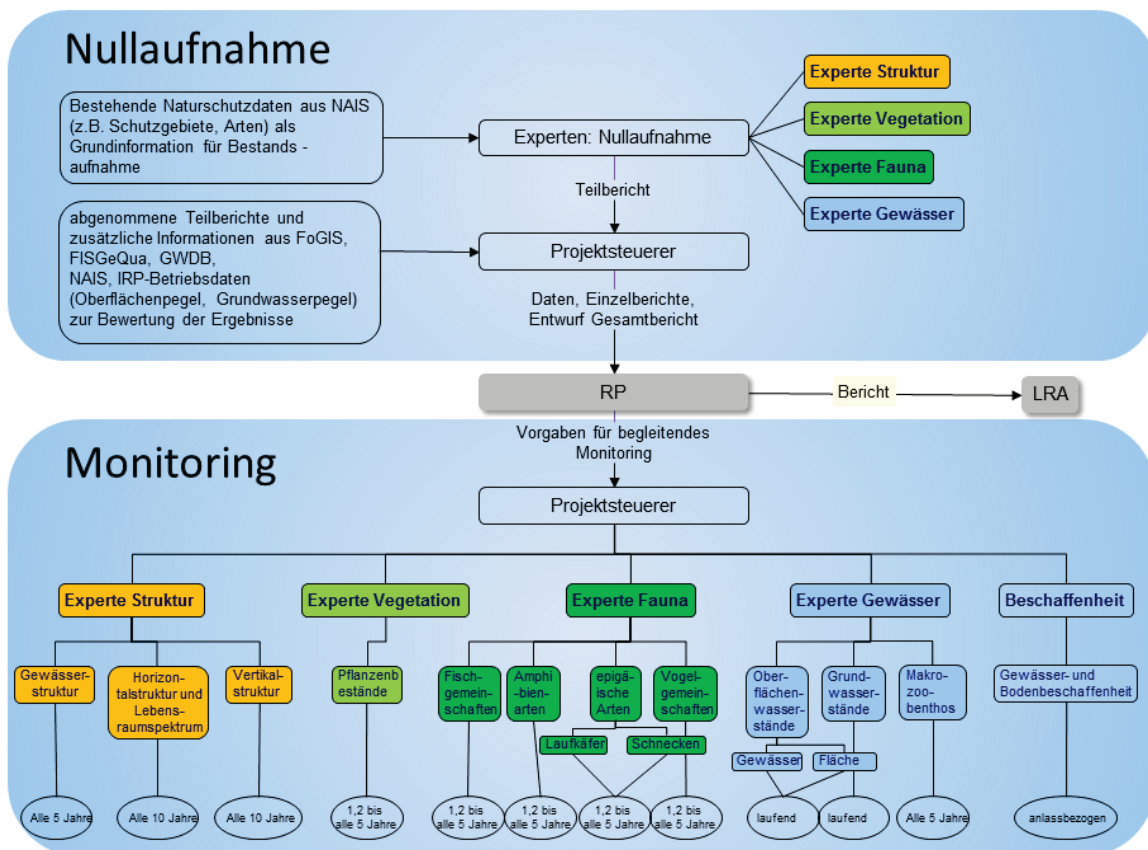 Nullaufnahme
Bestehende Naturschutzdaten aus NAIS
(z.B. Schutzgebiete, Arten) als
Grundinformation für Bestands -
aufnahme
Experten: Nullaufnahme
Experte Struktur
Experte Vegetation
Experte Fauna
Experte Gewässer
Teilbericht
abgenommene Teilberichte und
zusätzliche Informationen aus FoGIS,
FISGeQua, GWDB,
NAIS, IRP-Betriebsdaten
(Oberflächenpegel, Grundwasserpegel)
zur Bewertung der Ergebnisse
Projektsteuerer
Daten, Einzelberichte,
Entwurf Gesamtbericht
RP
Bericht
LRA
Monitoring
Vorgaben für begleitendes
Monitoring
Projektsteuerer
Experte Struktur
Experte Vegetation
Experte Fauna
Experte Gewässer
Beschaffenheit
Gewässer-
struktur
Horizon-
talstruktur und
Lebens-
raumspektrum
Vertikal-
struktur
Pflanzenb
estände
Fisch-
gemein-
schaften
Amphi-
bien-
arten
epigä-
ische
Arten
Vogel-
gemein-
schaften
Ober-
flächen-
wasser-
stände
Grund-
wasser-
stände
Makro-
zoo-
benthos
Gewässer- und
Bodenbeschaffenheit
Laufkäfer
Schnecken
Gewässer
Fläche
Alle 5 Jahre
Alle 10 Jahre
Alle 10 Jahre
1,2 bis
alle 5 Jahre
1,2 bis
alle 5 Jahre
1,2 bis
alle 5 Jahre
1,2 bis
alle 5 Jahre
1,2 bis
alle 5 Jahre
laufend
laufend
Alle 5 Jahre
anlassbezogen